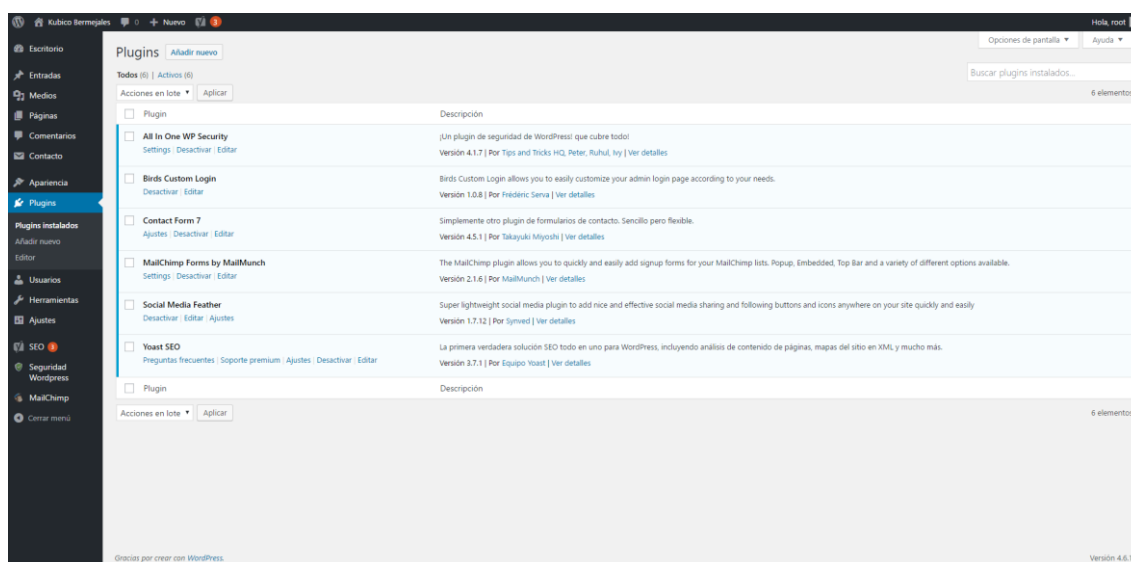 Kubico Bermejales 0 + Nuevo 3 Hola, root
Escritorio
Entradas
Medios
Páginas
Comentarios
Contacto
Apariencia
Plugins
Plugins instalados
Añadir nuevo
Editor
Usuarios
Herramientas
Ajustes
SEO 3
Seguridad
Wordpress
MailChimp
Cerrar menú
Opciones de pantalla ▼ Ayuda ▼
Plugins Añadir nuevo
Todos (6) | Activos (6)
Buscar plugins instalados...
Acciones en lote ▼ Aplicar 6 elementos
Plugin Descripción
All In One WP Security ¡Un plugin de seguridad de WordPress! que cubre todo!
Settings | Desactivar | Editar Versión 4.1.7 | Por Tips and Tricks HQ, Peter, Ruhul, Ivy | Ver detalles
Birds Custom Login Birds Custom Login allows you to easily customize your admin login page according to your needs.
Desactivar | Editar Versión 1.0.8 | Por Frédéric Serva | Ver detalles
Contact Form 7 Simplemente otro plugin de formularios de contacto. Sencillo pero flexible.
Ajustes | Desactivar | Editar Versión 4.5.1 | Por Takayuki Miyoshi | Ver detalles
MailChimp Forms by MailMunch The MailChimp plugin allows you to quickly and easily add signup forms for your MailChimp lists. Popup, Embedded, Top Bar and a variety of different options available.
Settings | Desactivar | Editar Versión 2.1.6 | Por MailMunch | Ver detalles
Social Media Feather Super lightweight social media plugin to add nice and effective social media sharing and following buttons and icons anywhere on your site quickly and easily
Desactivar | Editar | Ajustes Versión 1.7.12 | Por Synved | Ver detalles
Yoast SEO La primera verdadera solución SEO todo en uno para WordPress, incluyendo análisis de contenido de páginas, mapas del sitio en XML y mucho más.
Preguntas frecuentes | Soporte premium | Ajustes | Desactivar | Editar Versión 3.7.1 | Por Equipo Yoast | Ver detalles
Plugin Descripción
Acciones en lote ▼ Aplicar 6 elementos
Gracias por crear con WordPress. Versión 4.6.1